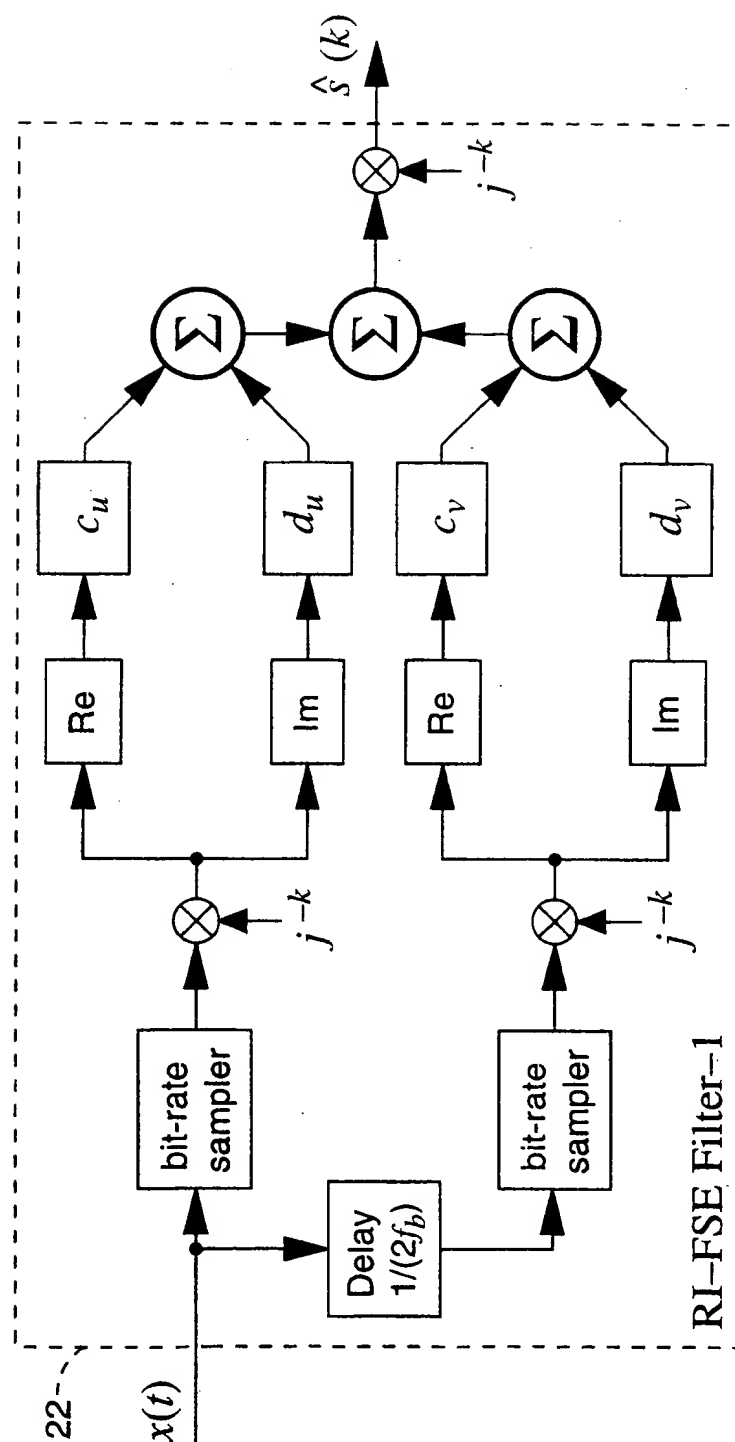 22
x(t)
bit-rate
sampler
j^{-k}
Re
c_u
Im
d_u
Σ
Delay
1/(2f_b)
bit-rate
sampler
j^{-k}
Re
c_v
Im
d_v
Σ
Σ
j^{-k}
ŝ (k)
RI–FSE Filter–1